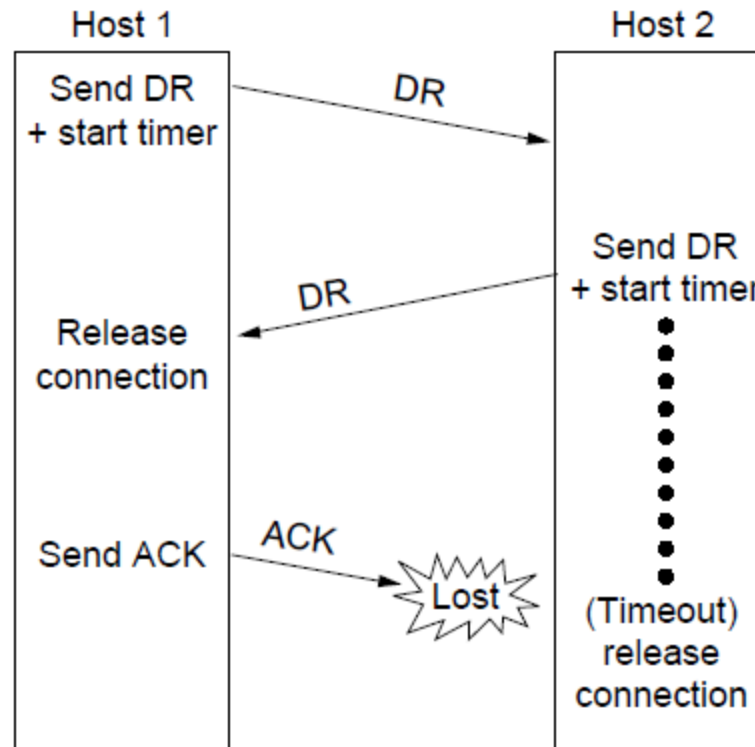 Host 1
Host 2
Send DR
+ start timer
DR
Send DR
+ start timer
DR
Release
connection
Send ACK
ACK
Lost
(Timeout)
release
connection